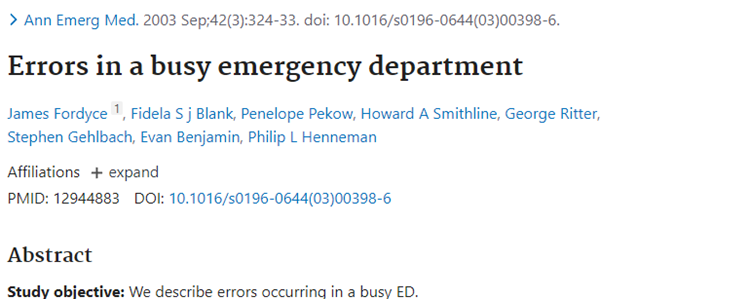 > Ann Emerg Med. 2003 Sep;42(3):324-33. doi: 10.1016/s0196-0644(03)00398-6.
Errors in a busy emergency department
James Fordyce 1, Fidela S j Blank, Penelope Pekow, Howard A Smithline, George Ritter,
Stephen Gehlbach, Evan Benjamin, Philip L Henneman
Affiliations + expand
PMID: 12944883 DOI: 10.1016/s0196-0644(03)00398-6
Abstract
Study objective: We describe errors occurring in a busy ED.